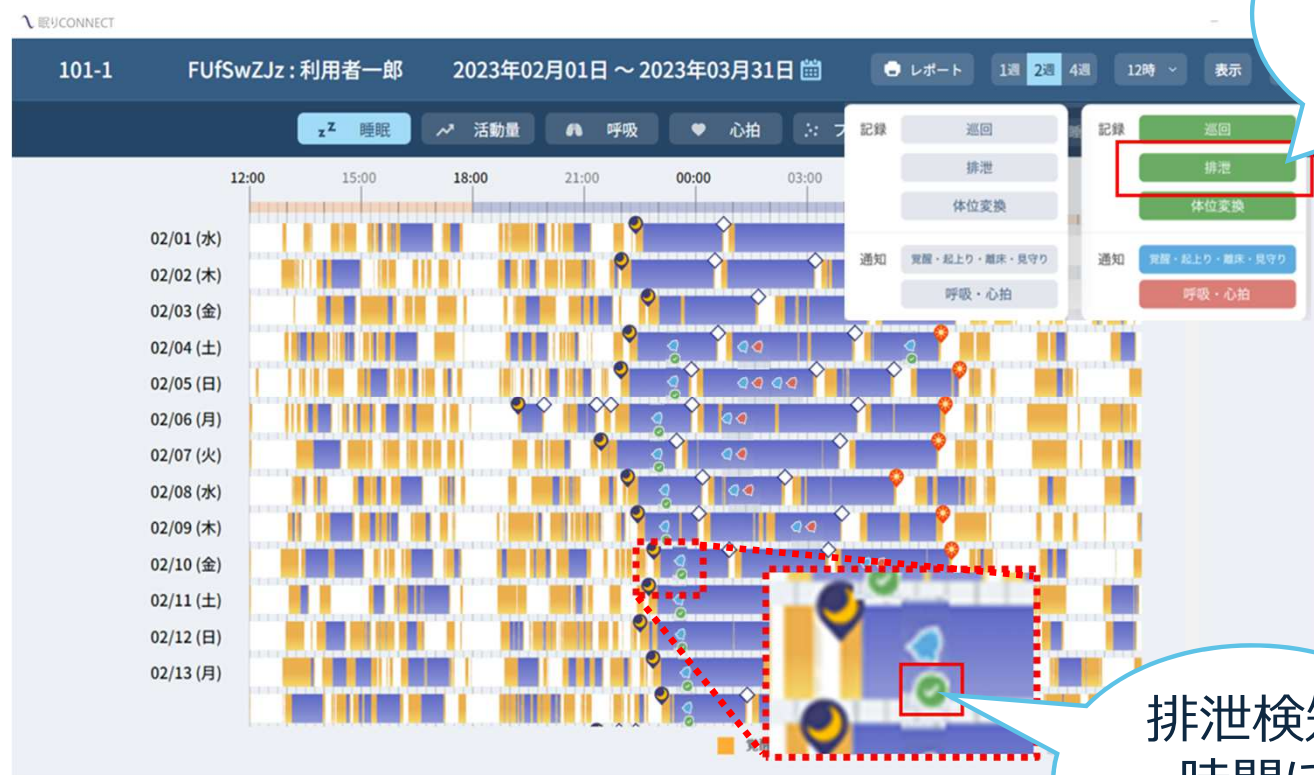 眠りCONNECT
101-1 FUfSwZJz : 利用者一郎 2023年02月01日 ~ 2023年03月31日 レポート 1週 2週 4週 12時 表示
zZ 睡眠 活動量 呼吸 心拍
記録 巡回
排泄
体位変換
通知 覚醒・起上り・離床・見守り
呼吸・心拍
記録 巡回
排泄
体位変換
通知 覚醒・起上り・離床・見守り
呼吸・心拍
12:00 15:00 18:00 21:00 00:00 03:00
02/01 (水)
02/02 (木)
02/03 (金)
02/04 (土)
02/05 (日)
02/06 (月)
02/07 (火)
02/08 (水)
02/09 (木)
02/10 (金)
02/11 (土)
02/12 (日)
02/13 (月)
排泄検